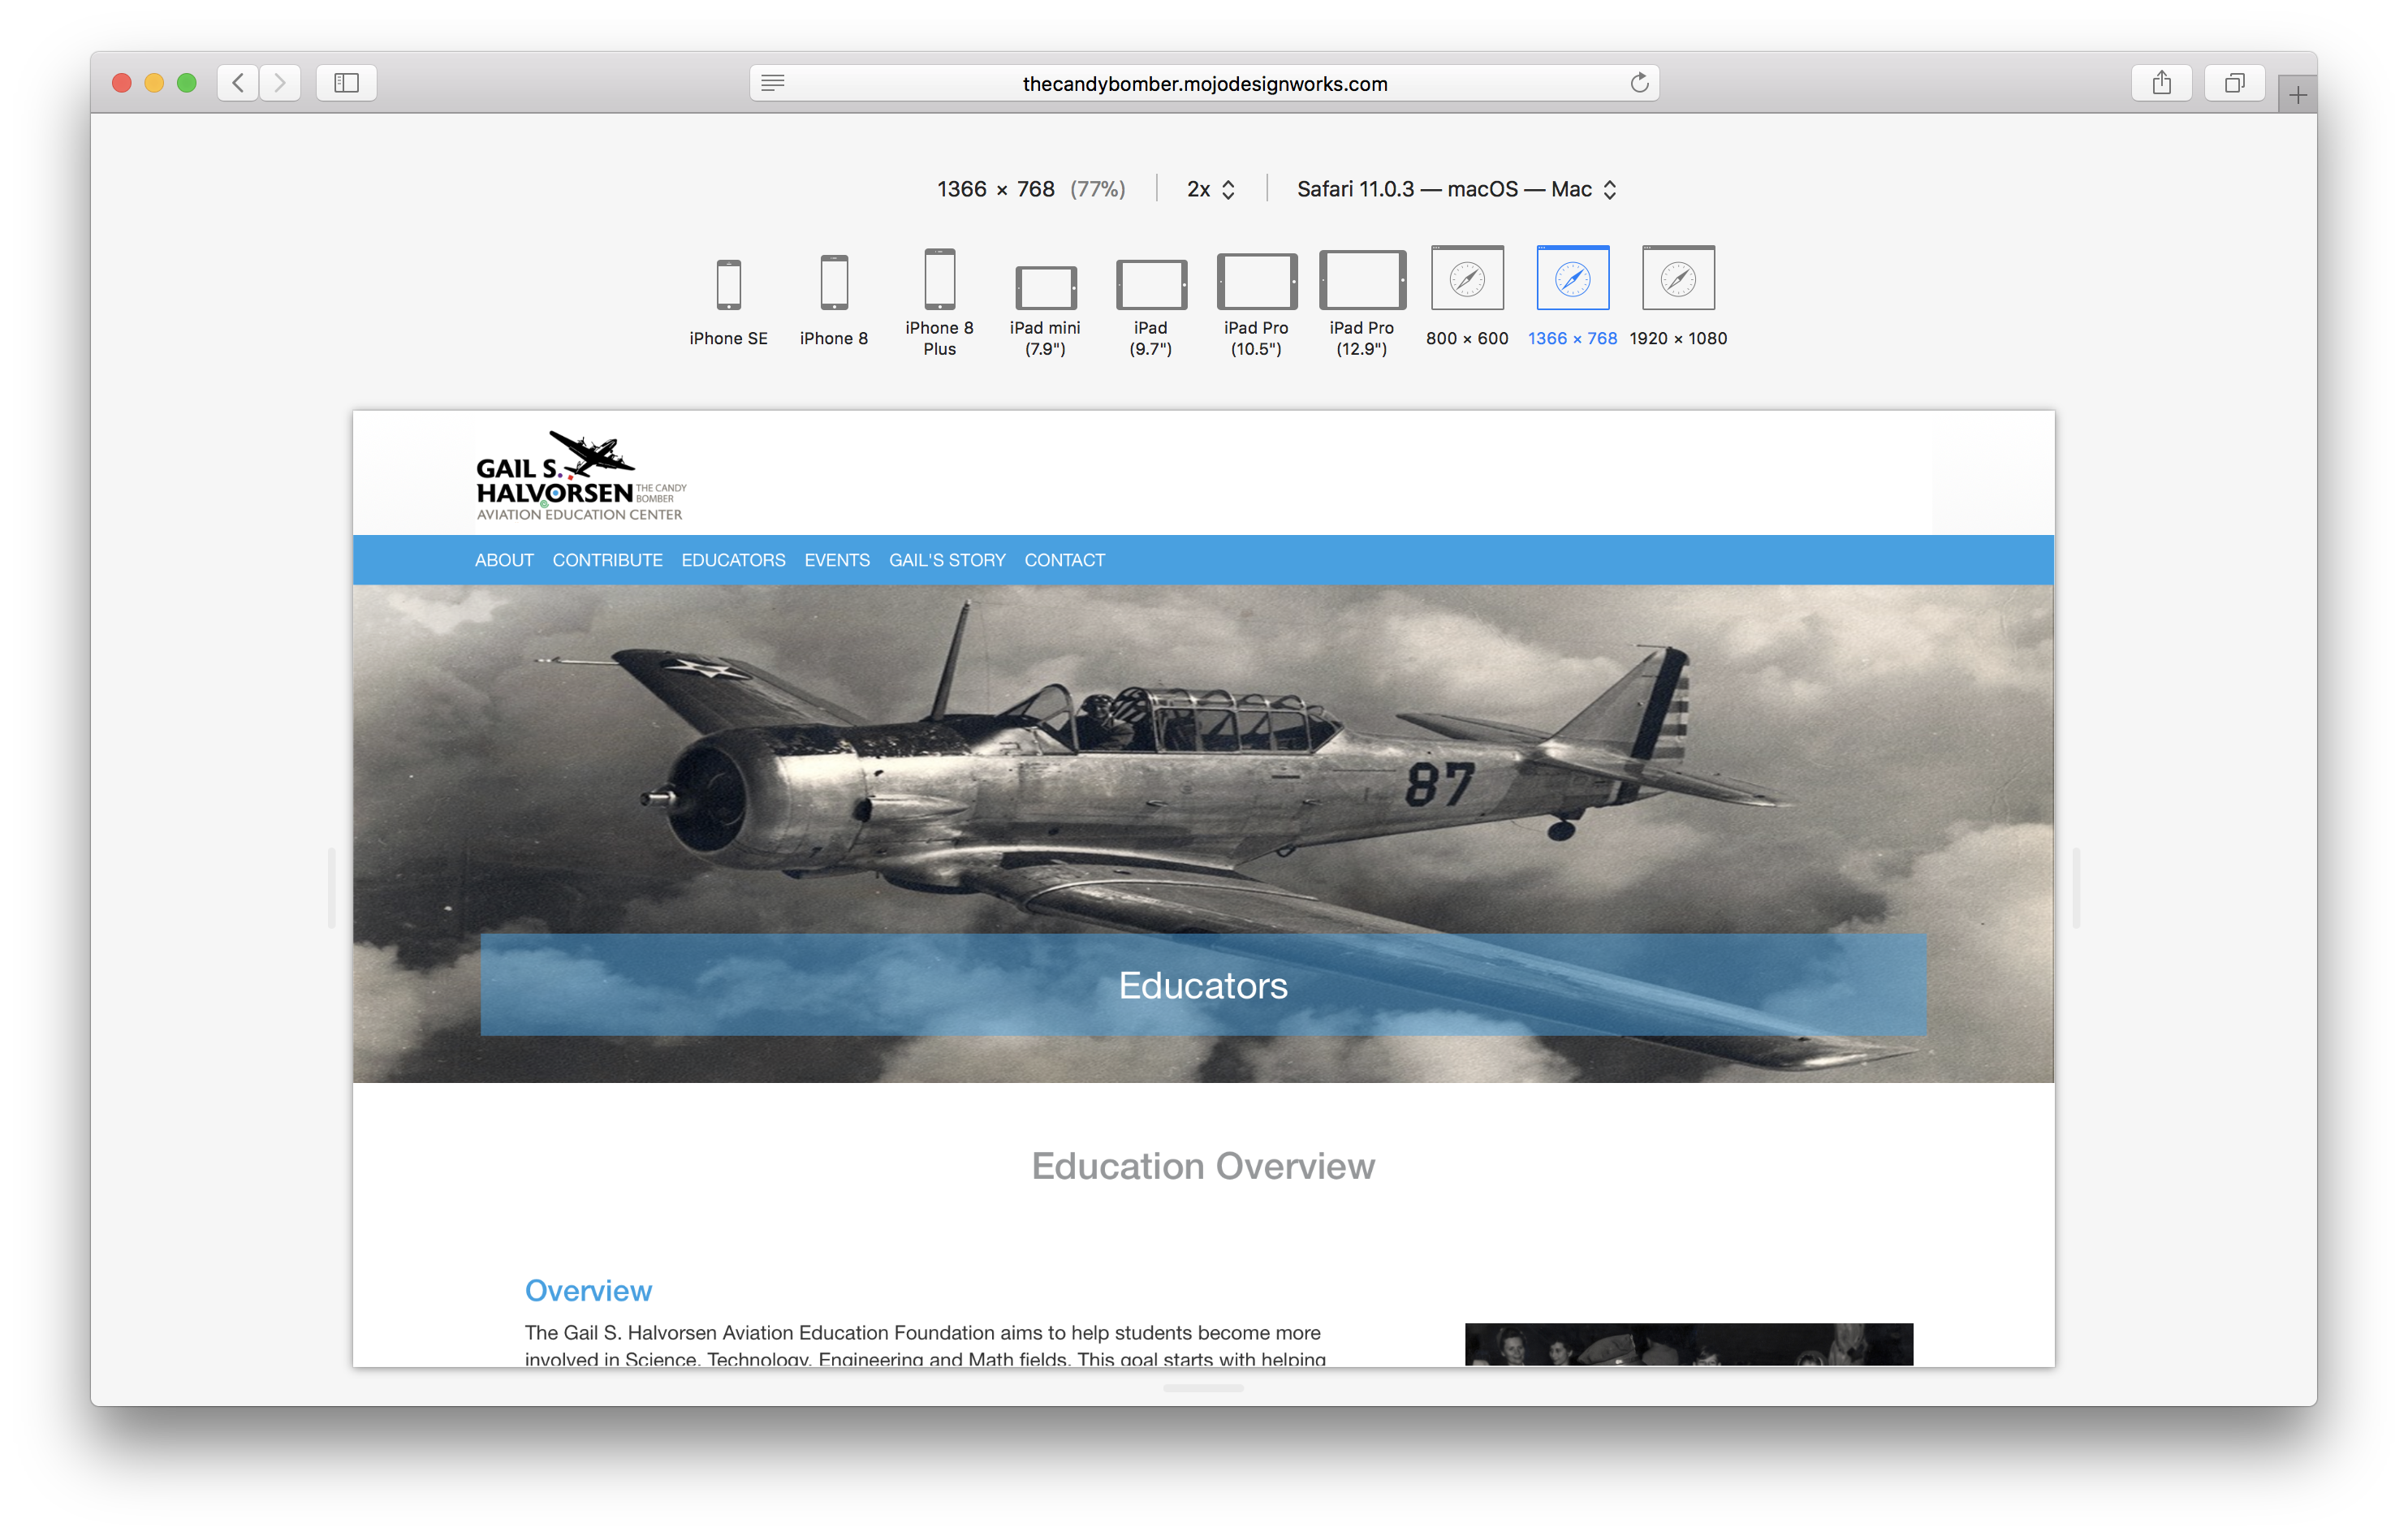 thecandybomber.mojodesignworks.com
1366 × 768 (77%) 2x Safari 11.0.3 — macOS — Mac
iPhone SE
iPhone 8
iPhone 8
Plus
iPad mini
(7.9")
iPad
(9.7")
iPad Pro
(10.5")
iPad Pro
(12.9")
800 × 600
1366 × 768
1920 × 1080
GAIL S.
HALVORSEN THE CANDY
BOMBER
AVIATION EDUCATION CENTER
ABOUT CONTRIBUTE EDUCATORS EVENTS GAIL'S STORY CONTACT
87
Educators
Education Overview
Overview
The Gail S. Halvorsen Aviation Education Foundation aims to help students become more
involved in Science, Technology, Engineering and Math fields. This goal starts with helping